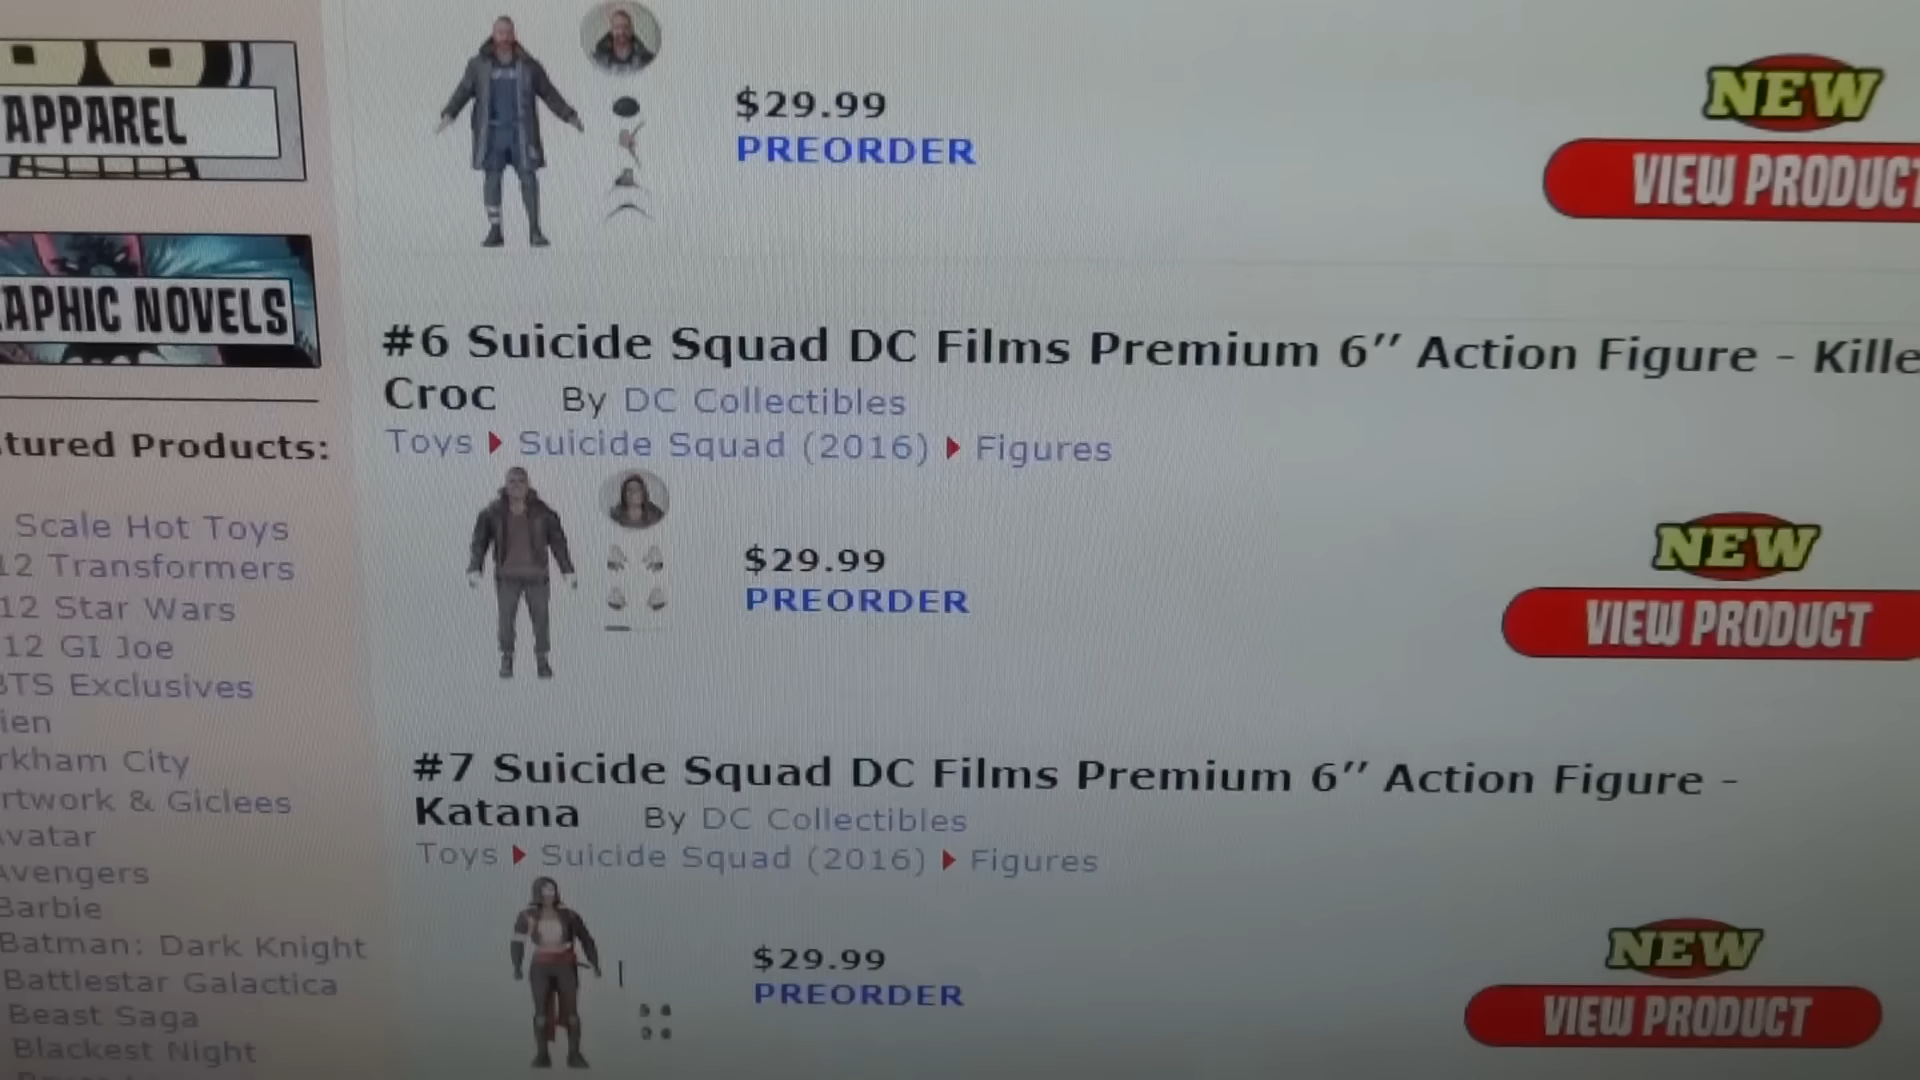 APPAREL
APHIC NOVELS
tured Products:
Scale Hot Toys
12 Transformers
12 Star Wars
12 GI Joe
BTS Exclusives
ien
rkham City
rtwork & Giclees
Avatar
Avengers
Barbie
Batman: Dark Knight
Battlestar Galactica
Beast Saga
Blackest Night
$29.99
PREORDER
NEW
VIEW PRODUCT
#6 Suicide Squad DC Films Premium 6″ Action Figure - Kille
Croc By DC Collectibles
Toys Suicide Squad (2016) Figures
$29.99
PREORDER
NEW
VIEW PRODUCT
#7 Suicide Squad DC Films Premium 6″ Action Figure -
Katana By DC Collectibles
Toys Suicide Squad (2016) Figures
$29.99
PREORDER
NEW
VIEW PRODUCT